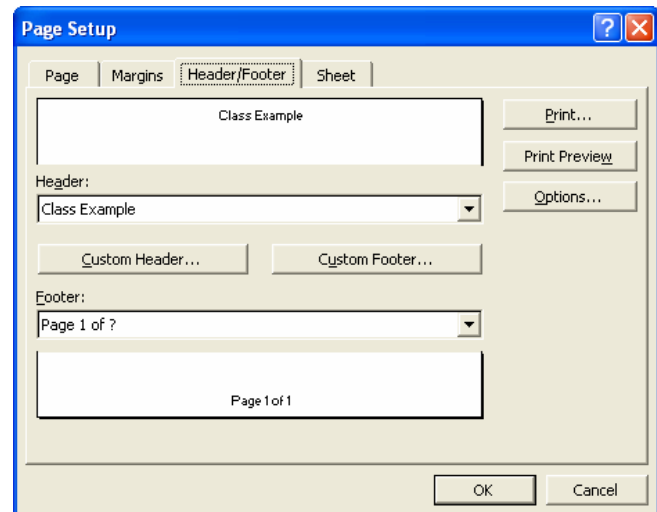 Page Setup
?
Page Margins Header/Footer Sheet
Class Example
Print...
Print Preview
Header:
Options...
Class Example
Custom Header... Custom Footer...
Footer:
Page 1 of ?
Page 1 of 1
OK Cancel